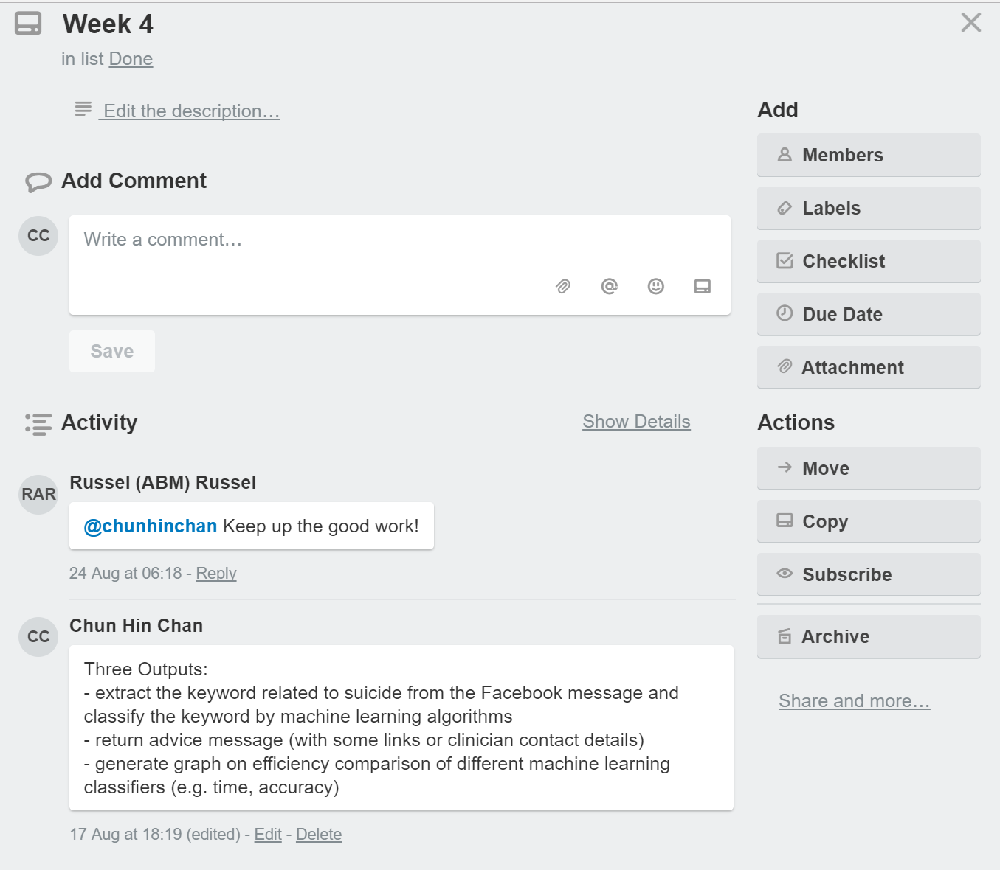 Week 4
in list Done
Edit the description…
Add Comment
CC
Write a comment…
Save
Activity
Show Details
RAR
Russel (ABM) Russel
@chunhinchan Keep up the good work!
24 Aug at 06:18 - Reply
CC
Chun Hin Chan
Three Outputs:
- extract the keyword related to suicide from the Facebook message and
classify the keyword by machine learning algorithms
- return advice message (with some links or clinician contact details)
- generate graph on efficiency comparison of different machine learning
classifiers (e.g. time, accuracy)
17 Aug at 18:19 (edited) - Edit - Delete
Add
Members
Labels
Checklist
Due Date
Attachment
Actions
Move
Copy
Subscribe
Archive
Share and more…